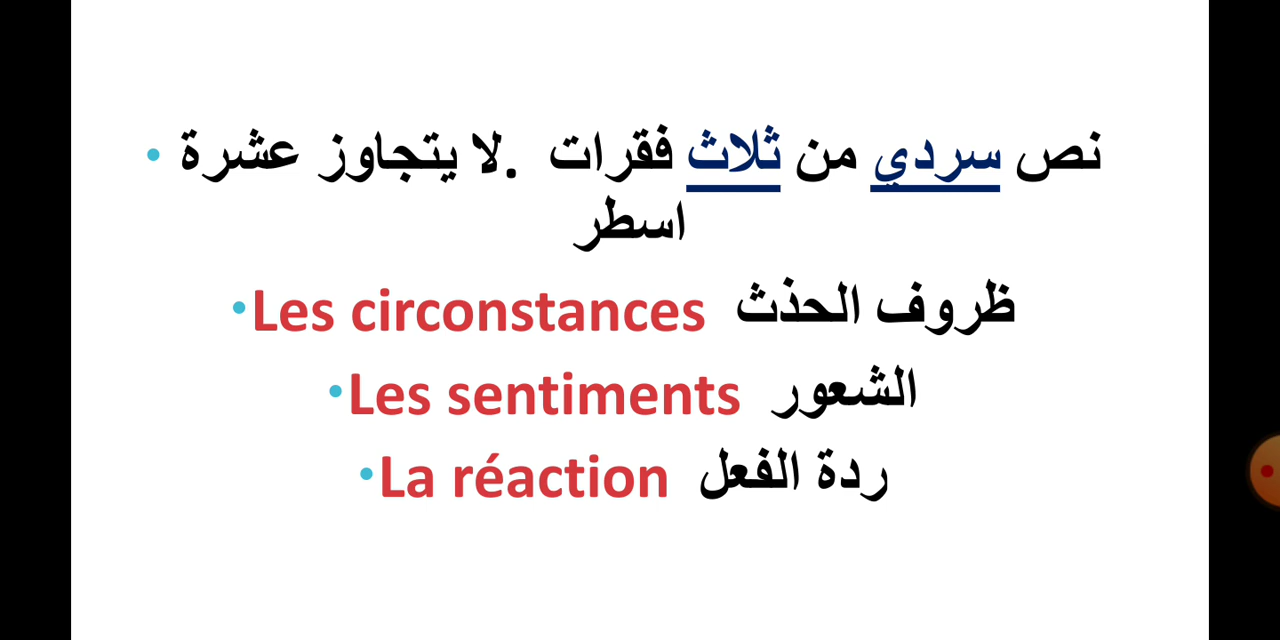 • نص سردي من ثلاث فقرات .لا يتجاوز عشرة
اسطر
•Les circonstances ظروف الحذث
•Les sentiments الشعور
•La réaction ردة الفعل